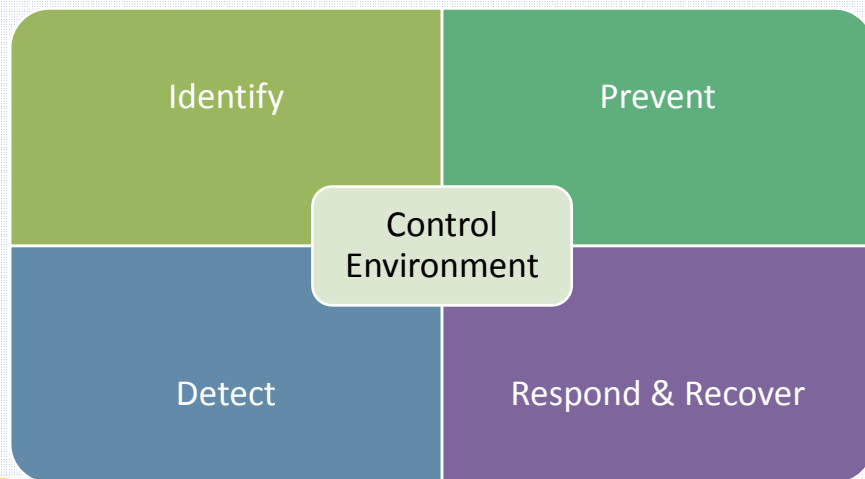 Identify
Prevent
Control
Environment
Detect
Respond & Recover